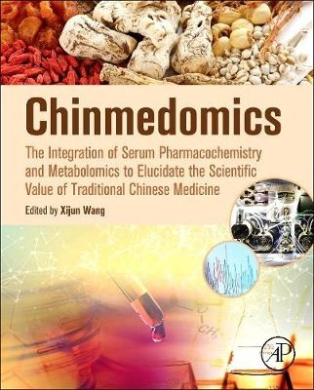 Chinmedomics
The Integration of Serum Pharmacochemistry
and Metabolomics to Elucidate the Scientific
Value of Traditional Chinese Medicine
Edited by Xijun Wang
AP